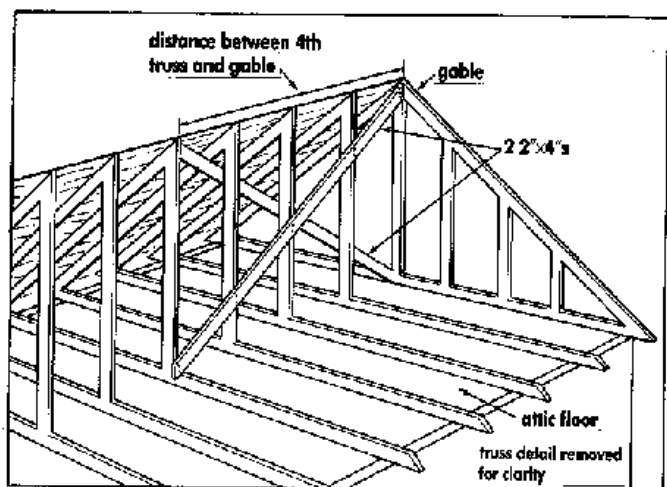 distance between 4th
truss and gable
gable
2 2"x4"s
attic floor
truss detail removed
for clarity